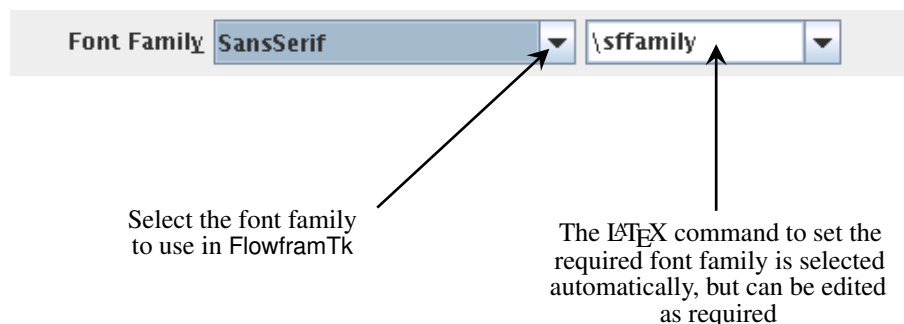 Font Family SansSerif \sffamily
Select the font family
to use in FlowframTk
The LATEX command to set the
required font family is selected
automatically, but can be edited
as required